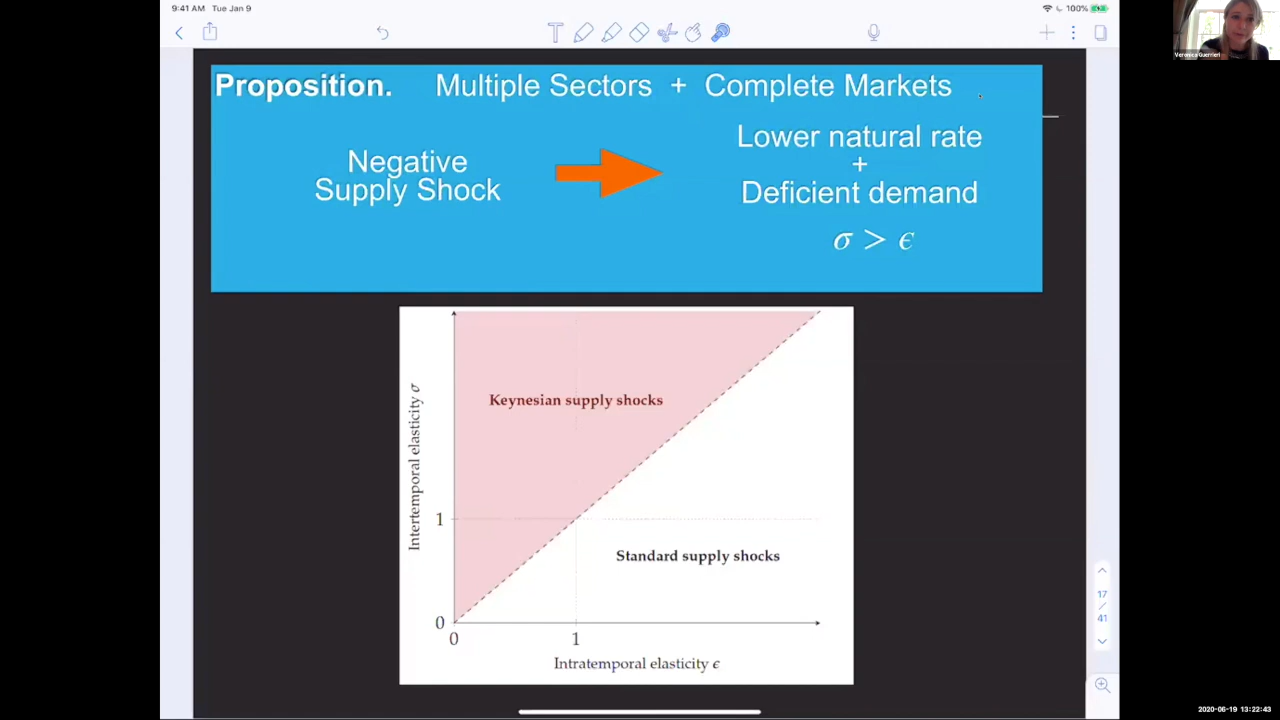 9:41 AM Tue Jan 9
100%
Veronica Guerrieri
Proposition. Multiple Sectors + Complete Markets
Negative
Supply Shock
Lower natural rate
+
Deficient demand
σ > ϵ
Keynesian supply shocks
Intertemporal elasticity σ
1
Standard supply shocks
0
0
1
Intratemporal elasticity ϵ
17
/
41
2020-06-19 13:22:43